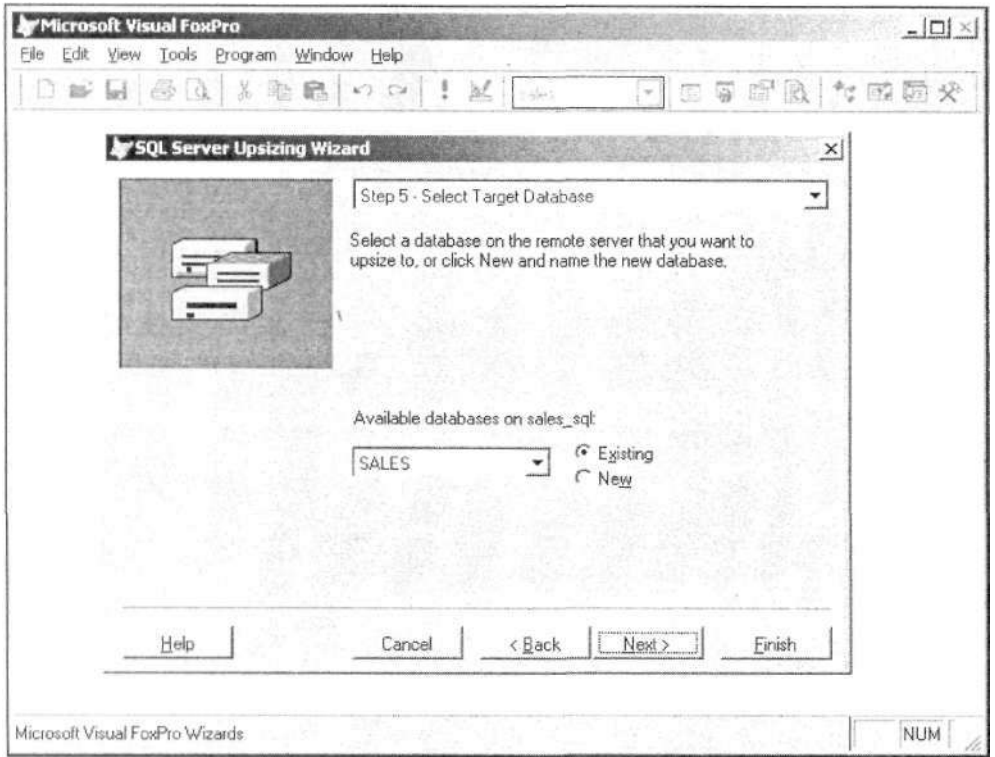 Microsoft Visual FoxPro
File Edit View Tools Program Window Help
SQL Server Upsizing Wizard
Step 5 - Select Target Database
Select a database on the remote server that you want to
upsize to, or click New and name the new database.
Available databases on sales_sql:
SALES
Existing
New
Help Cancel < Back Next > Finish
Microsoft Visual FoxPro Wizards NUM